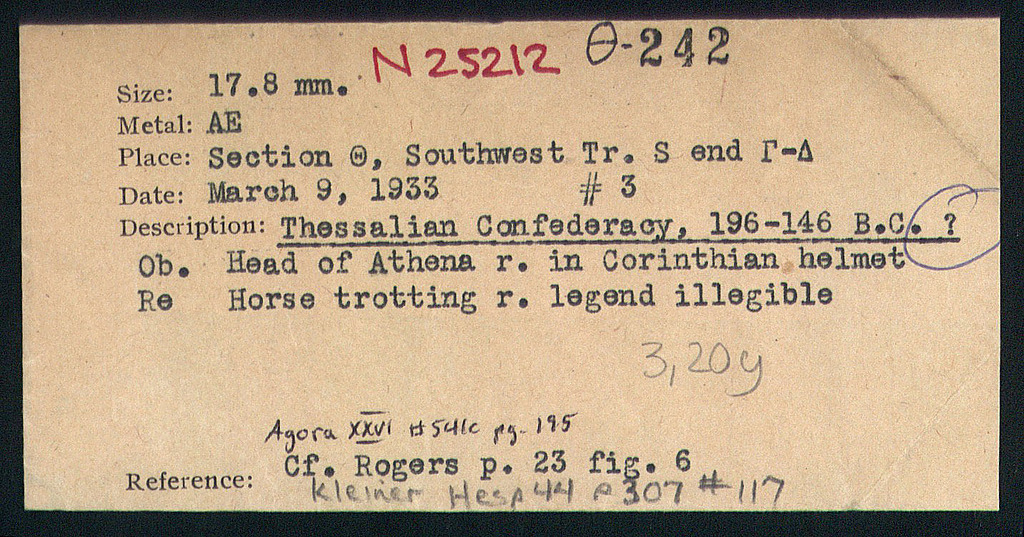 N 25212 Θ-242
Size: 17.8 mm.
Metal: AE
Place: Section Θ, Southwest Tr. S end Γ-Δ
Date: March 9, 1933 # 3
Description: Thessalian Confederacy, 196-146 B.C. ?
Ob. Head of Athena r. in Corinthian helmet
Re Horse trotting r. legend illegible
3,20g
Agora XXVI #541c pg. 195
Reference: Cf. Rogers p. 23 fig. 6
Kleiner Hesp 44 p 307 # 117